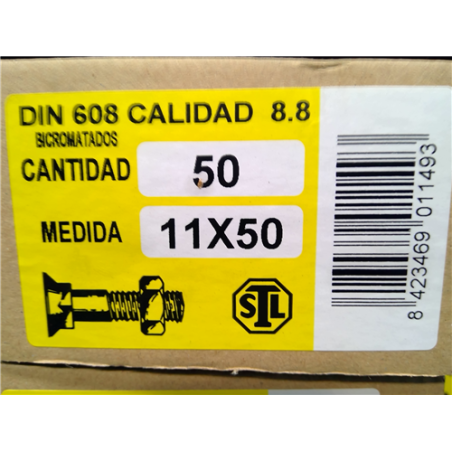 DIN 608 CALIDAD 8.8
BICROMATADOS
CANTIDAD 50
MEDIDA 11X50
STL
8 423469 011493